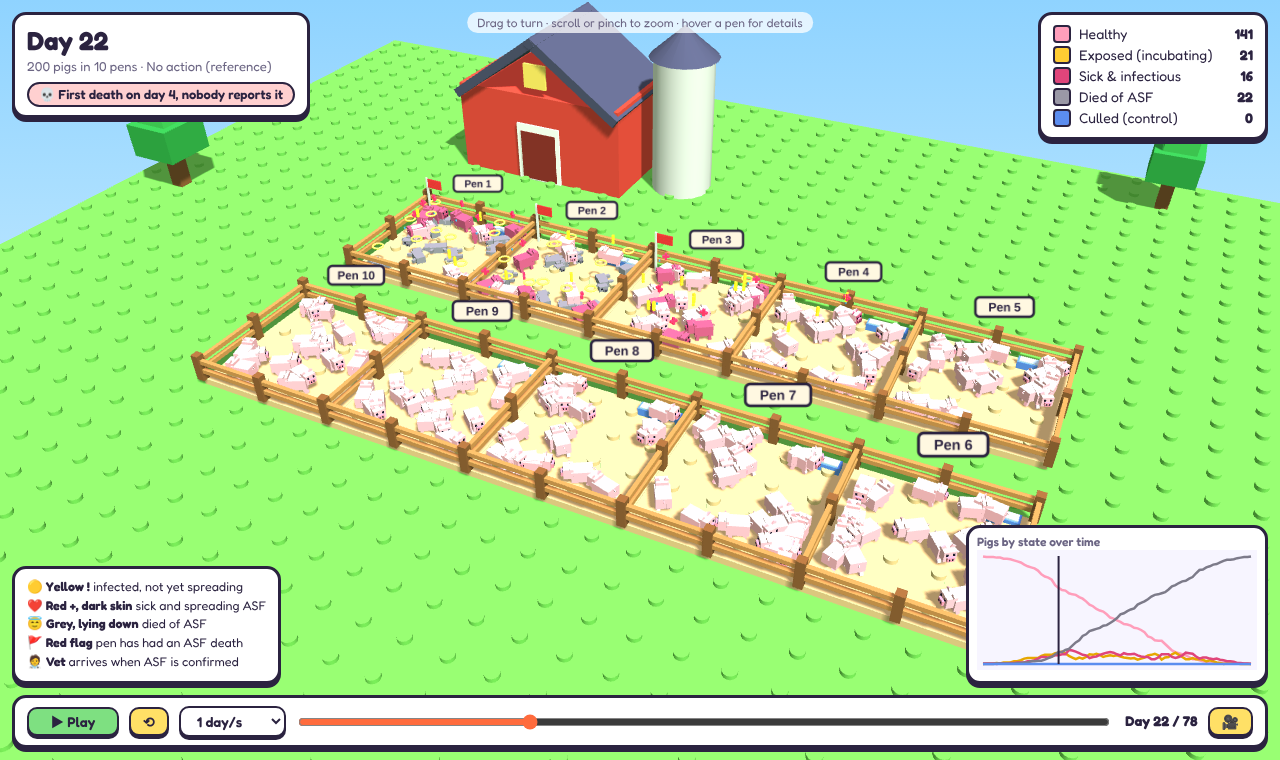 Day 22
200 pigs in 10 pens · No action (reference)
💀 First death on day 4, nobody reports it
Drag to turn · scroll or pinch to zoom · hover a pen for details
Healthy 141
Exposed (incubating) 21
Sick & infectious 16
Died of ASF 22
Culled (control) 0
Pen 1
Pen 2
Pen 3
Pen 4
Pen 5
Pen 10
Pen 9
Pen 8
Pen 7
Pen 6
Pigs by state over time
🟡 Yellow ! infected, not yet spreading
❤️ Red +, dark skin sick and spreading ASF
😇 Grey, lying down died of ASF
🚩 Red flag pen has had an ASF death
🧑‍⚕️ Vet arrives when ASF is confirmed
▶ Play
⟲
1 day/s
Day 22 / 78
🎥